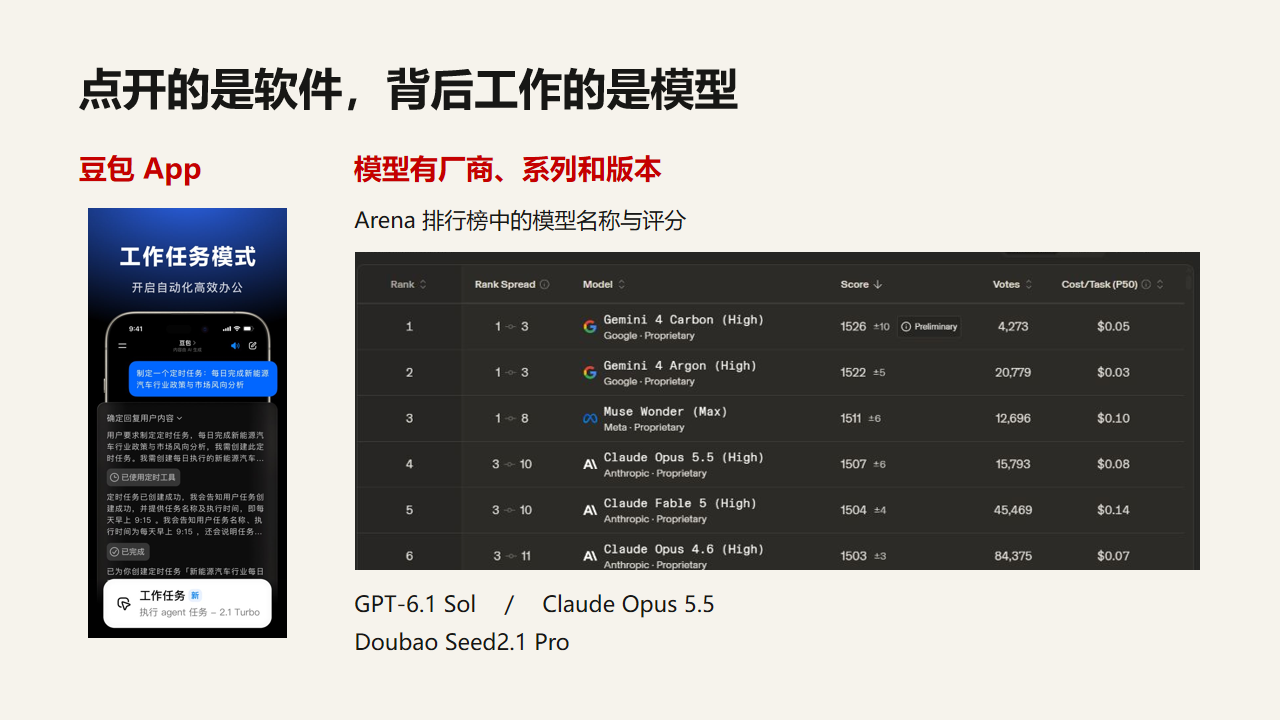 点开的是软件，背后工作的是模型
豆包 App
工作任务模式
开启自动化高效办公
9:41
豆包
内容由 AI 生成
制定一个定时任务：每日完成新能源
汽车行业政策与市场风向分析
确定回复用户内容
用户要求制定定时任务，每日完成新能源汽
车行业政策与市场风向分析，我需创建此定
时任务。我需创建每日执行的新能源汽车...
已使用定时工具
定时任务已创建成功，我会告知用户任务创
建成功，并提供任务名称及执行时间，即每
天早上 9:15 。我会告知用户任务名称、执
行时间为每天早上 9:15 ，还会说明任务...
已完成
已为你创建定时任务「新能源汽车行业每日
工作任务 新
执行 agent 任务 – 2.1 Turbo
模型有厂商、系列和版本
Arena 排行榜中的模型名称与评分
Rank Rank Spread Model Score Votes Cost/Task (P50)
1 1 3 Gemini 4 Carbon (High) 1526 ±10 Preliminary 4,273 $0.05
Google · Proprietary
2 1 3 Gemini 4 Argon (High) 1522 ±5 20,779 $0.03
Google · Proprietary
3 1 8 Muse Wonder (Max) 1511 ±6 12,696 $0.10
Meta · Proprietary
4 3 10 Claude Opus 5.5 (High) 1507 ±6 15,793 $0.08
Anthropic · Proprietary
5 3 10 Claude Fable 5 (High) 1504 ±4 45,469 $0.14
Anthropic · Proprietary
6 3 11 Claude Opus 4.6 (High) 1503 ±3 84,375 $0.07
Anthropic · Proprietary
GPT-6.1 Sol / Claude Opus 5.5
Doubao Seed2.1 Pro